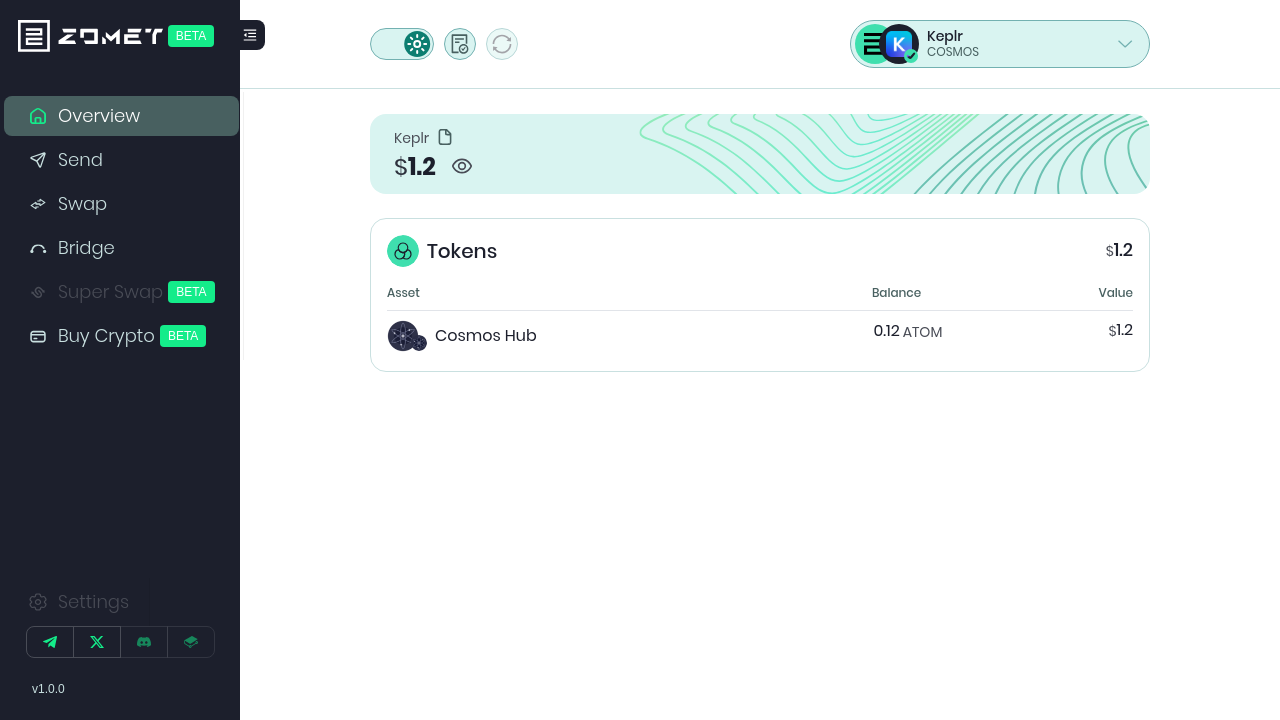 ZOMET BETA
Overview
Send
Swap
Bridge
Super Swap BETA
Buy Crypto BETA
Settings
v1.0.0
Keplr
COSMOS
Keplr
$1.2
Tokens $1.2
Asset Balance Value
Cosmos Hub 0.12 ATOM $1.2